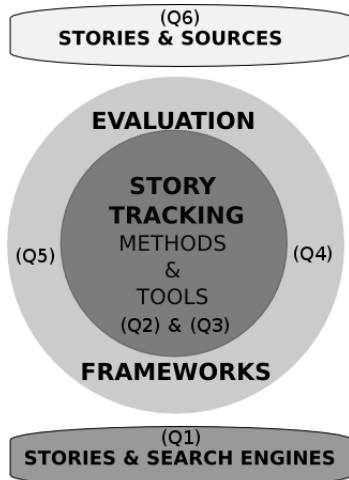 (Q6)
STORIES & SOURCES
EVALUATION
STORY
TRACKING
METHODS
&
TOOLS
(Q5)
(Q4)
(Q2) & (Q3)
FRAMEWORKS
(Q1)
STORIES & SEARCH ENGINES